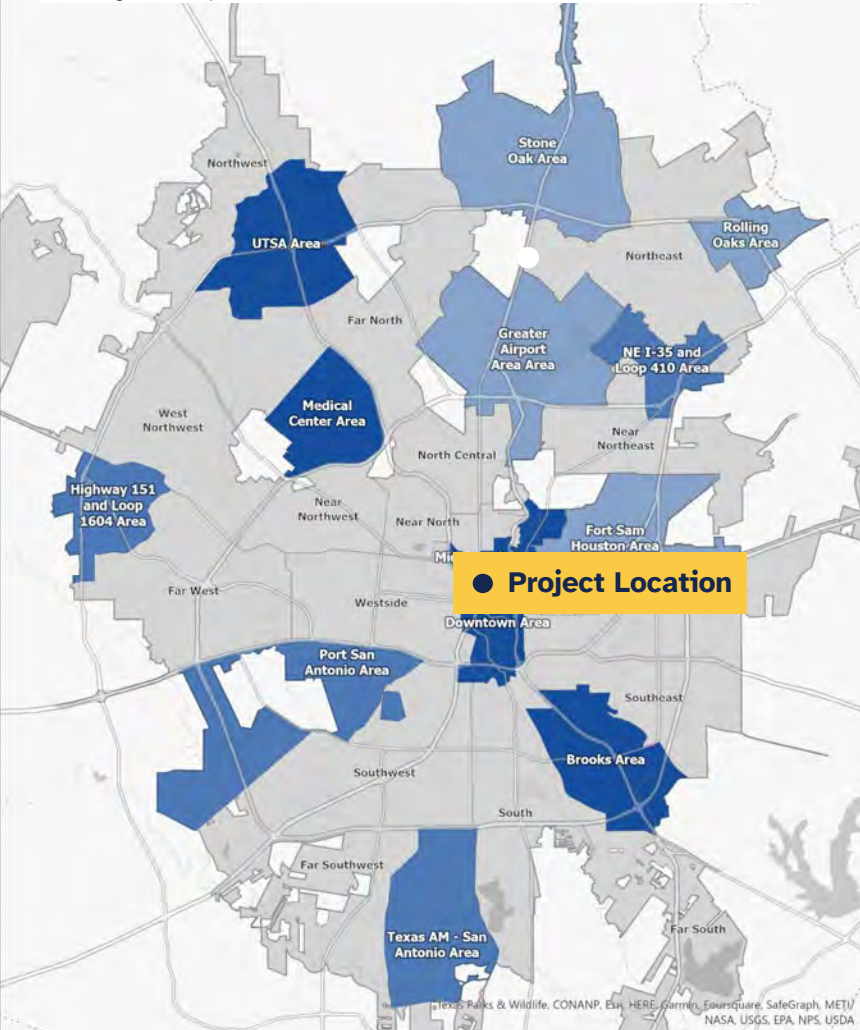 Stone
Oak Area
Northwest
Rolling
Oaks Area
UTSA Area
Northeast
Far North
Greater
Airport
Area Area
NE I-35 and
Loop 410 Area
Medical
Center Area
West
Northwest
Near
Northeast
North Central
Highway 151
and Loop
1604 Area
Near
Northwest
Near North
Fort Sam
Houston Area
Project Location
Far West
Westside
Downtown Area
Port San
Antonio Area
Southeast
Brooks Area
Southwest
South
Far Southwest
Far South
Texas AM - San
Antonio Area
Texas Parks & Wildlife, CONANP, Esri, HERE, Garmin, Foursquare, SafeGraph, METI/
NASA, USGS, EPA, NPS, USDA